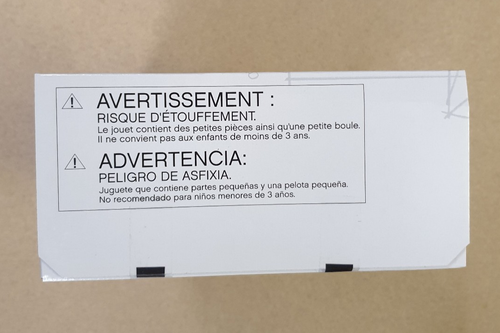 AVERTISSEMENT :
RISQUE D'ÉTOUFFEMENT.
Le jouet contient des petites pièces ainsi qu'une petite boule.
Il ne convient pas aux enfants de moins de 3 ans.
ADVERTENCIA:
PELIGRO DE ASFIXIA.
Juguete que contiene partes pequeñas y una pelota pequeña.
No recomendado para niños menores de 3 años.